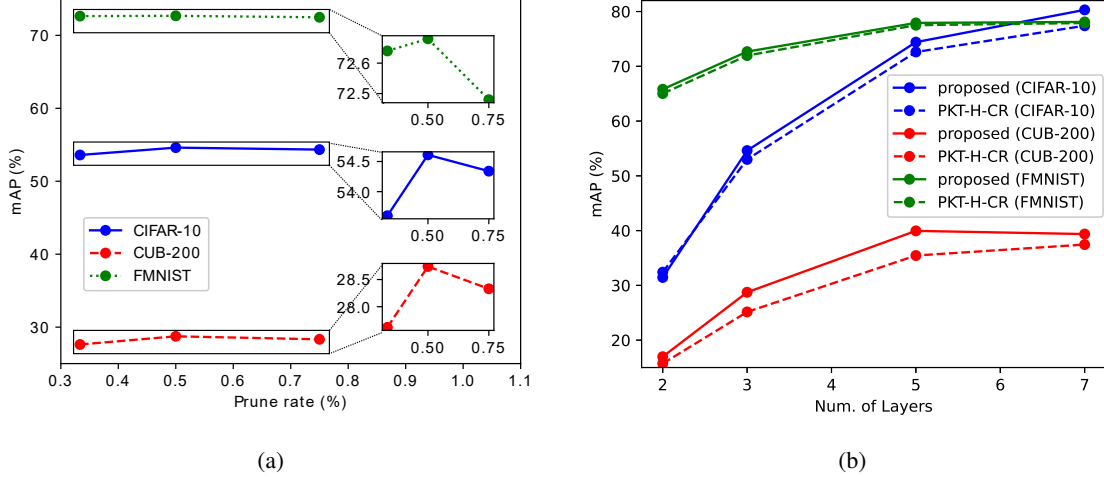 mAP (%)
70
60
50
40
30
72.6
72.5
0.50 0.75
54.5
54.0
0.50 0.75
28.5
28.0
0.50 0.75
CIFAR-10
CUB-200
FMNIST
0.3 0.4 0.5 0.6 0.7 0.8 0.9 1.0 1.1
Prune rate (%)
(a)
mAP (%)
80
70
60
50
40
30
20
proposed (CIFAR-10)
PKT-H-CR (CIFAR-10)
proposed (CUB-200)
PKT-H-CR (CUB-200)
proposed (FMNIST)
PKT-H-CR (FMNIST)
2 3 4 5 6 7
Num. of Layers
(b)